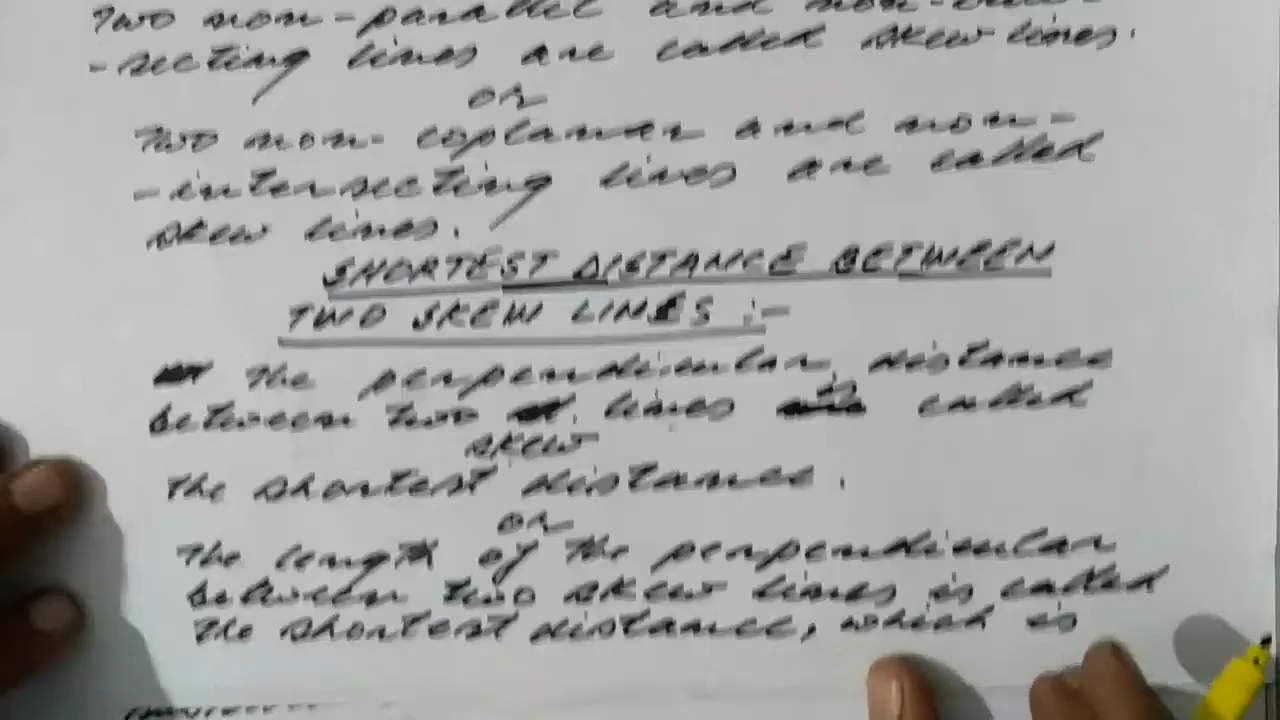 Two non-parallel and non-inter-
-secting lines are called skew lines.
or
Two non-coplanar and non-
-intersecting lines are called
skew lines.
SHORTEST DISTANCE BETWEEN
TWO SKEW LINES :-
The perpendicular distance
between two lines is called
skew
the shortest distance.
or
The length of the perpendicular
between two skew lines is called
the shortest distance, which is